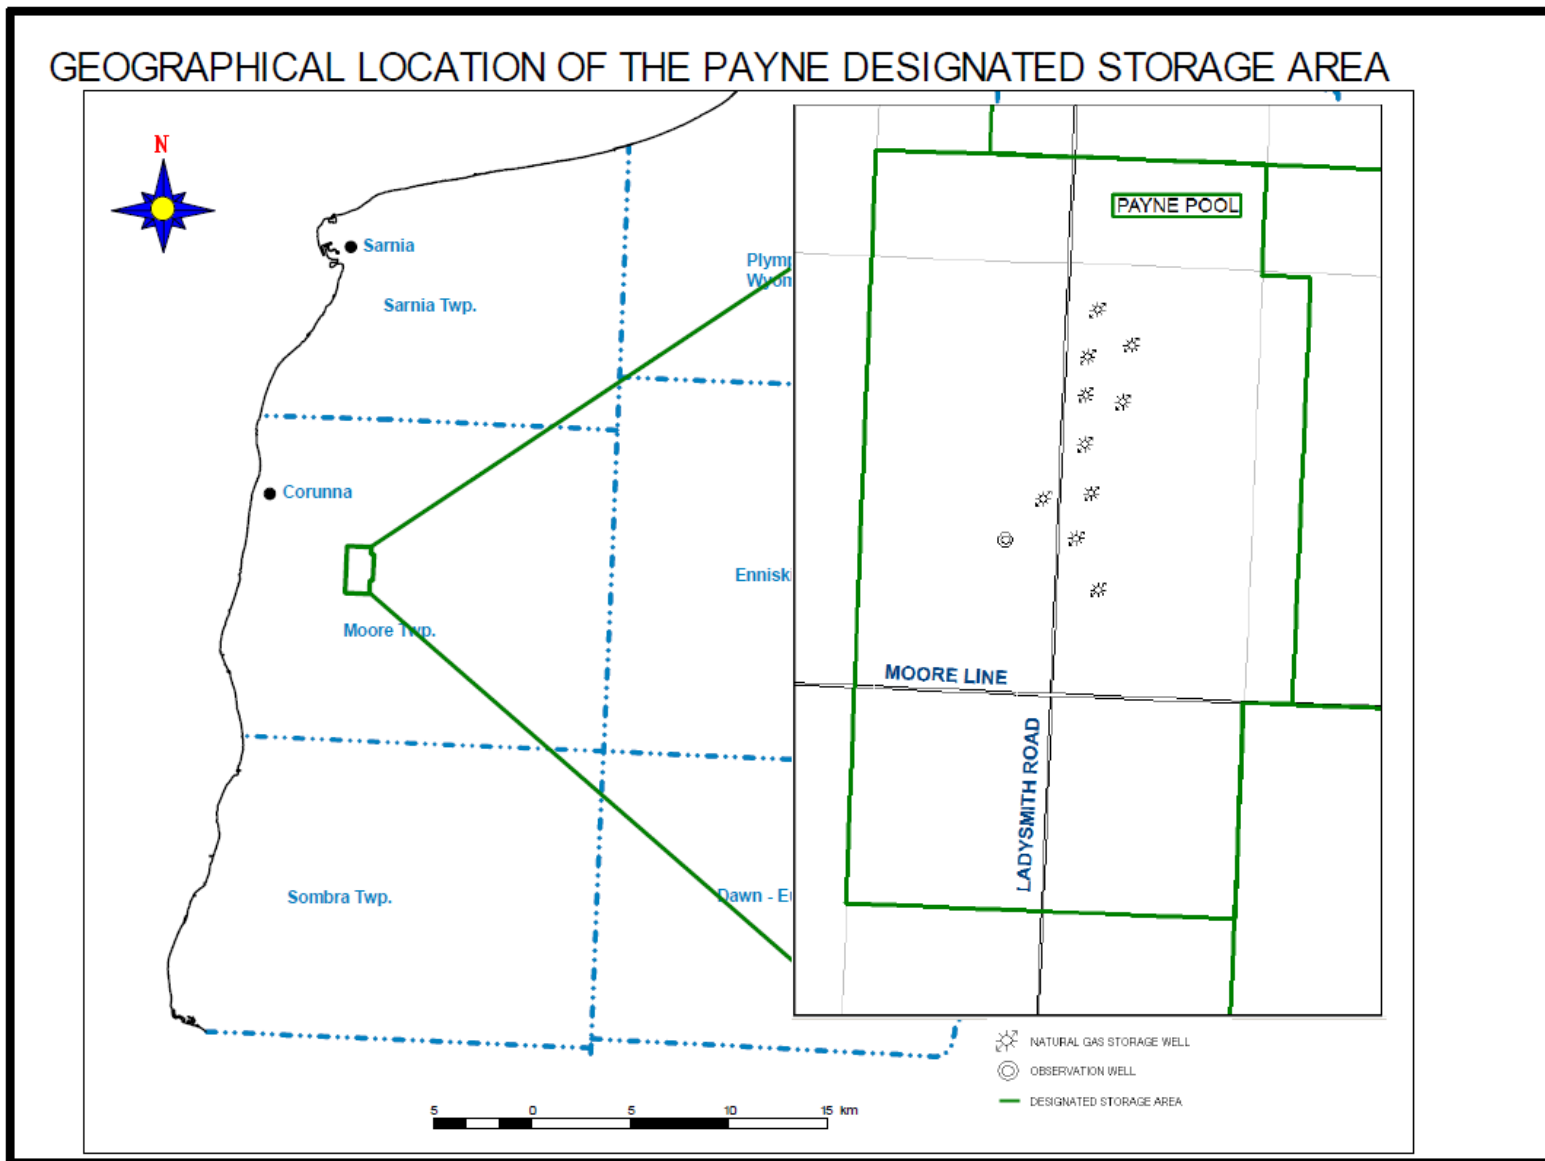 GEOGRAPHICAL LOCATION OF THE PAYNE DESIGNATED STORAGE AREA
N
Sarnia
Sarnia Twp.
Corunna
Moore Twp.
Sombra Twp.
PAYNE POOL
MOORE LINE
LADYSMITH ROAD
NATURAL GAS STORAGE WELL
OBSERVATION WELL
DESIGNATED STORAGE AREA
5 0 5 10 15 km